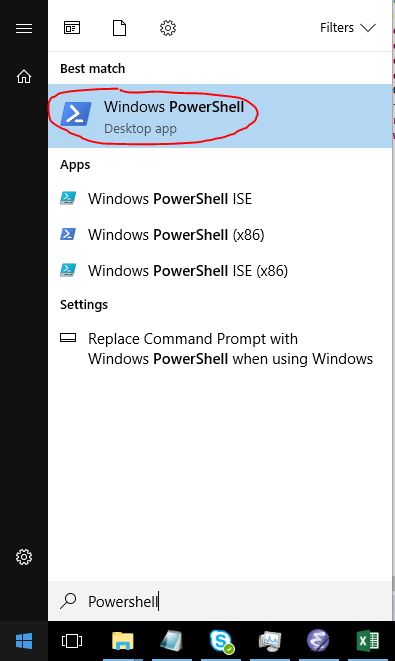 Filters
Best match
Windows PowerShell
Desktop app
Apps
Windows PowerShell ISE
Windows PowerShell (x86)
Windows PowerShell ISE (x86)
Settings
Replace Command Prompt with
Windows PowerShell when using Windows
Powershell